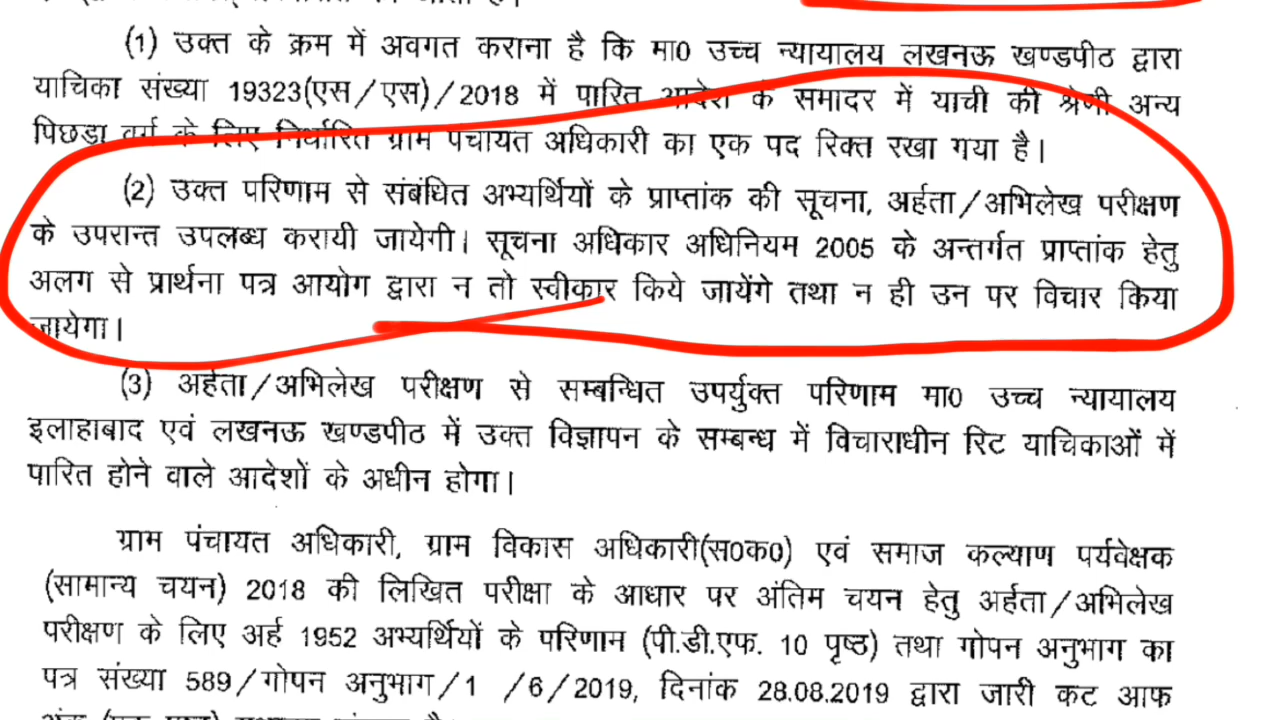 (1) उक्त के क्रम में अवगत कराना है कि मा0 उच्च न्यायालय लखनऊ खण्डपीठ द्वारा
याचिका संख्या 19323(एस/एस)/2018 में पारित आदेश के समादर में याची की श्रेणी अन्य
पिछड़ा वर्ग के लिए निर्धारित ग्राम पंचायत अधिकारी का एक पद रिक्त रखा गया है।
(2) उक्त परिणाम से संबंधित अभ्यर्थियों के प्राप्तांक की सूचना, अर्हता/अभिलेख परीक्षण
के उपरान्त उपलब्ध करायी जायेगी। सूचना अधिकार अधिनियम 2005 के अन्तर्गत प्राप्तांक हेतु
अलग से प्रार्थना पत्र आयोग द्वारा न तो स्वीकार किये जायेंगे तथा न ही उन पर विचार किया
जायेगा।
(3) अर्हता/अभिलेख परीक्षण से सम्बन्धित उपर्युक्त परिणाम मा0 उच्च न्यायालय
इलाहाबाद एवं लखनऊ खण्डपीठ में उक्त विज्ञापन के सम्बन्ध में विचाराधीन रिट याचिकाओं में
पारित होने वाले आदेशों के अधीन होगा।
ग्राम पंचायत अधिकारी, ग्राम विकास अधिकारी(स0क0) एवं समाज कल्याण पर्यवेक्षक
(सामान्य चयन) 2018 की लिखित परीक्षा के आधार पर अंतिम चयन हेतु अर्हता/अभिलेख
परीक्षण के लिए अर्ह 1952 अभ्यर्थियों के परिणाम (पी.डी.एफ. 10 पृष्ठ) तथा गोपन अनुभाग का
पत्र संख्या 589/गोपन अनुभाग/1 /6/2019, दिनांक 28.08.2019 द्वारा जारी कट आफ